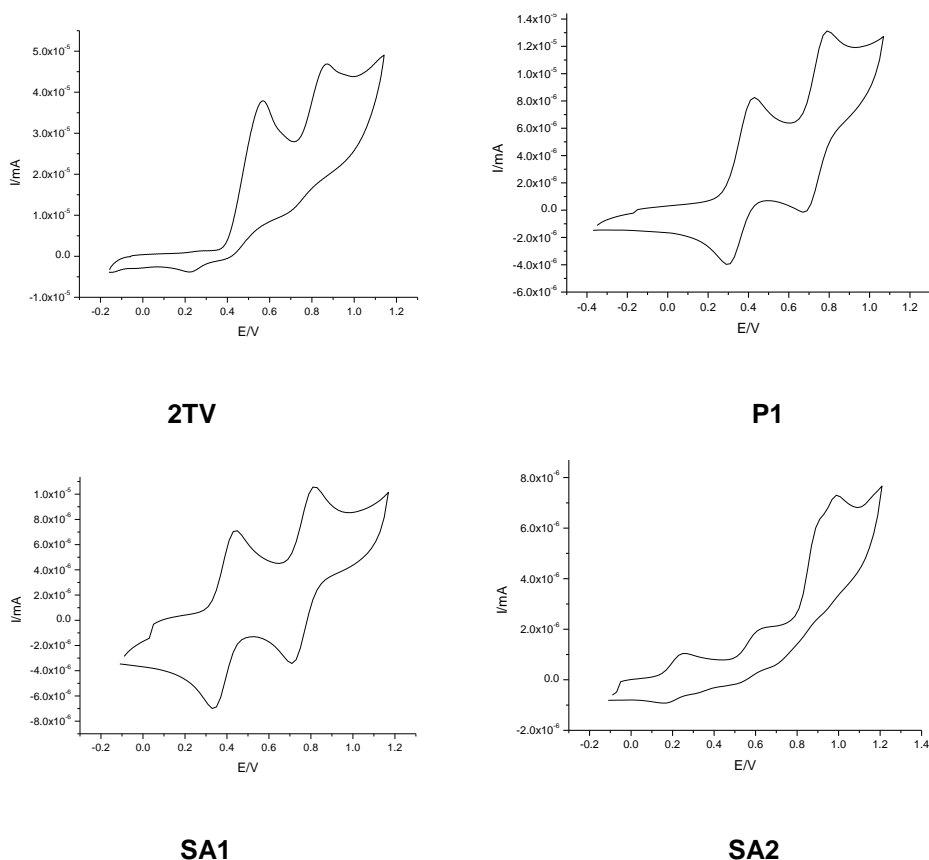 5.0x10⁻⁵
4.0x10⁻⁵
3.0x10⁻⁵
2.0x10⁻⁵
1.0x10⁻⁵
0.0
-1.0x10⁻⁵
I/mA
-0.2 0.0 0.2 0.4 0.6 0.8 1.0 1.2
E/V
2TV
1.4x10⁻⁵
1.2x10⁻⁵
1.0x10⁻⁵
8.0x10⁻⁶
6.0x10⁻⁶
4.0x10⁻⁶
2.0x10⁻⁶
0.0
-2.0x10⁻⁶
-4.0x10⁻⁶
-6.0x10⁻⁶
I/mA
-0.4 -0.2 0.0 0.2 0.4 0.6 0.8 1.0 1.2
E/V
P1
1.0x10⁻⁵
8.0x10⁻⁶
6.0x10⁻⁶
4.0x10⁻⁶
2.0x10⁻⁶
0.0
-2.0x10⁻⁶
-4.0x10⁻⁶
-6.0x10⁻⁶
-8.0x10⁻⁶
I/mA
-0.2 0.0 0.2 0.4 0.6 0.8 1.0 1.2
E/V
SA1
8.0x10⁻⁶
6.0x10⁻⁶
4.0x10⁻⁶
2.0x10⁻⁶
0.0
-2.0x10⁻⁶
I/mA
-0.2 0.0 0.2 0.4 0.6 0.8 1.0 1.2 1.4
E/V
SA2